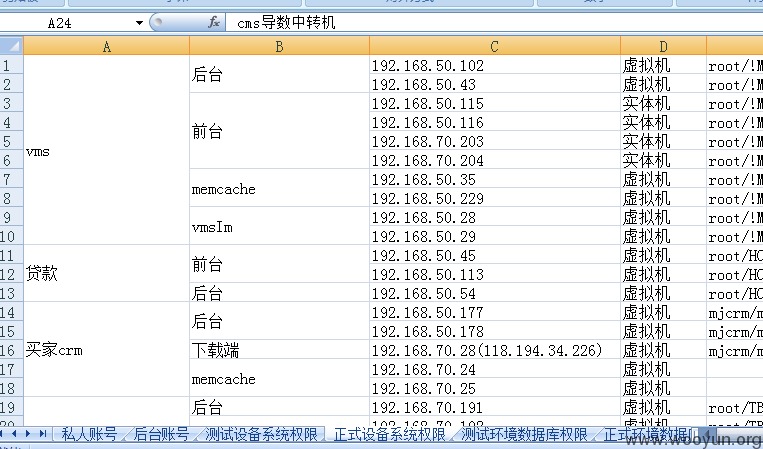 A24 fx cms导数中转机
A B C D
1 vms 后台 192.168.50.102 虚拟机 root/!M
2 192.168.50.43 虚拟机 root/!M
3 前台 192.168.50.115 实体机 root/!M
4 192.168.50.116 实体机 root/!M
5 192.168.70.203 实体机 root/!M
6 192.168.70.204 实体机 root/!M
7 memcache 192.168.50.35 虚拟机 root/!M
8 192.168.50.229 虚拟机 root/!M
9 vmsIm 192.168.50.28 虚拟机 root/!M
10 192.168.50.29 虚拟机 root/!M
11 贷款 前台 192.168.50.45 虚拟机 root/HC
12 192.168.50.113 虚拟机 root/HC
13 后台 192.168.50.54 虚拟机 root/HC
14 买家crm 后台 192.168.50.177 虚拟机 mjcrm/m
15 192.168.50.178 虚拟机 mjcrm/m
16 下载端 192.168.70.28(118.194.34.226) 虚拟机 mjcrm/m
17 memcache 192.168.70.24 虚拟机
18 192.168.70.25 虚拟机
19 后台 192.168.70.191 虚拟机 root/TB
私人账号 后台账号 测试设备系统权限 正式设备系统权限 测试环境数据库权限 正式环境数据
www.wooyun.org